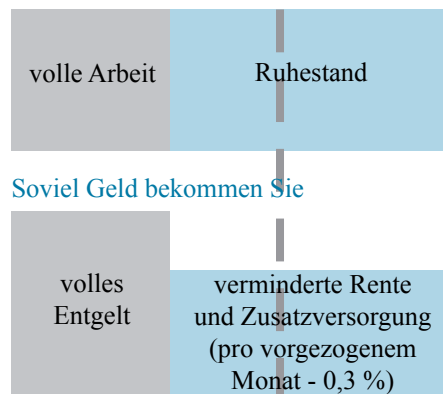 volle Arbeit
Ruhestand
Soviel Geld bekommen Sie
volles
Entgelt
verminderte Rente
und Zusatzversorgung
(pro vorgezogenem
Monat - 0,3 %)